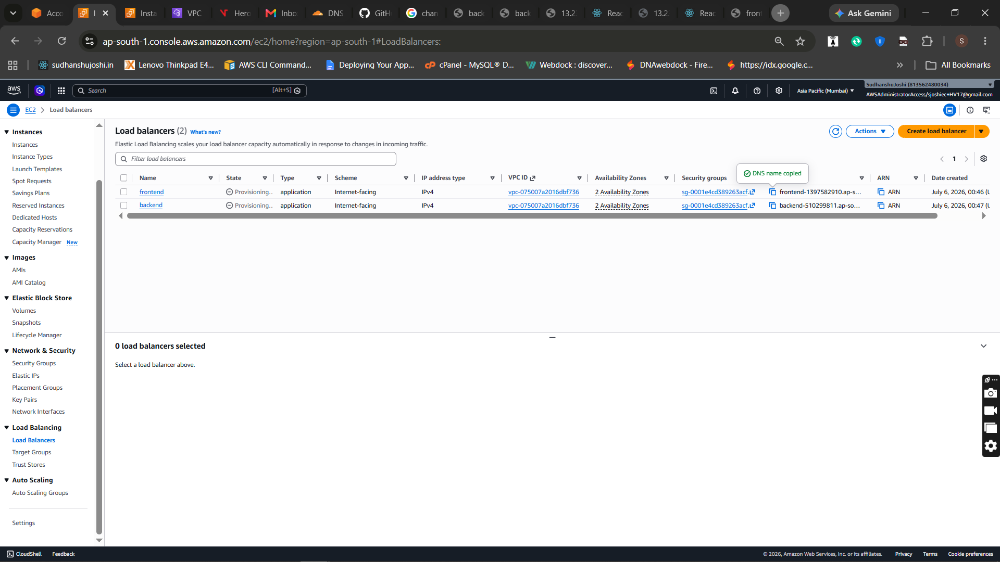 Acco
I
Insta
VPC
Hero
Inbo
DNS
GitH
chan
back
back
13.2
Reac
13.2
Reac
front
Ask Gemini
ap-south-1.console.aws.amazon.com/ec2/home?region=ap-south-1#LoadBalancers:
S
sudhanshujoshi.in
Lenovo Thinkpad E4...
AWS CLI Command...
Deploying Your App...
cPanel - MySQL® D...
Webdock : discover...
DNAwebdock - Fire...
https://idx.google.c...
All Bookmarks
aws
Search
[Alt+S]
Asia Pacific (Mumbai)
SudhanshuJoshi (813562480034)
AWSAdministratorAccess/sjoshiec+HV17@gmail.com
EC2
Load balancers
Instances
Instances
Instance Types
Launch Templates
Spot Requests
Savings Plans
Reserved Instances
Dedicated Hosts
Capacity Reservations
Capacity Manager New
Images
AMIs
AMI Catalog
Elastic Block Store
Volumes
Snapshots
Lifecycle Manager
Network & Security
Security Groups
Elastic IPs
Placement Groups
Key Pairs
Network Interfaces
Load Balancing
Load Balancers
Target Groups
Trust Stores
Auto Scaling
Auto Scaling Groups
Settings
Load balancers (2) What's new?
Actions
Create load balancer
Elastic Load Balancing scales your load balancer capacity automatically in response to changes in incoming traffic.
Filter load balancers
1
DNS name copied
Name State Type Scheme IP address type VPC ID Availability Zones Security groups ARN Date created
frontend Provisioning... application Internet-facing IPv4 vpc-075007a2016dbf736 2 Availability Zones sg-0001e4cd389263acf frontend-1397582910.ap-s... ARN July 6, 2026, 00:46 (U
backend Provisioning... application Internet-facing IPv4 vpc-075007a2016dbf736 2 Availability Zones sg-0001e4cd389263acf backend-510299811.ap-so... ARN July 6, 2026, 00:47 (U
0 load balancers selected
Select a load balancer above.
CloudShell
Feedback
© 2026, Amazon Web Services, Inc. or its affiliates.
Privacy
Terms
Cookie preferences